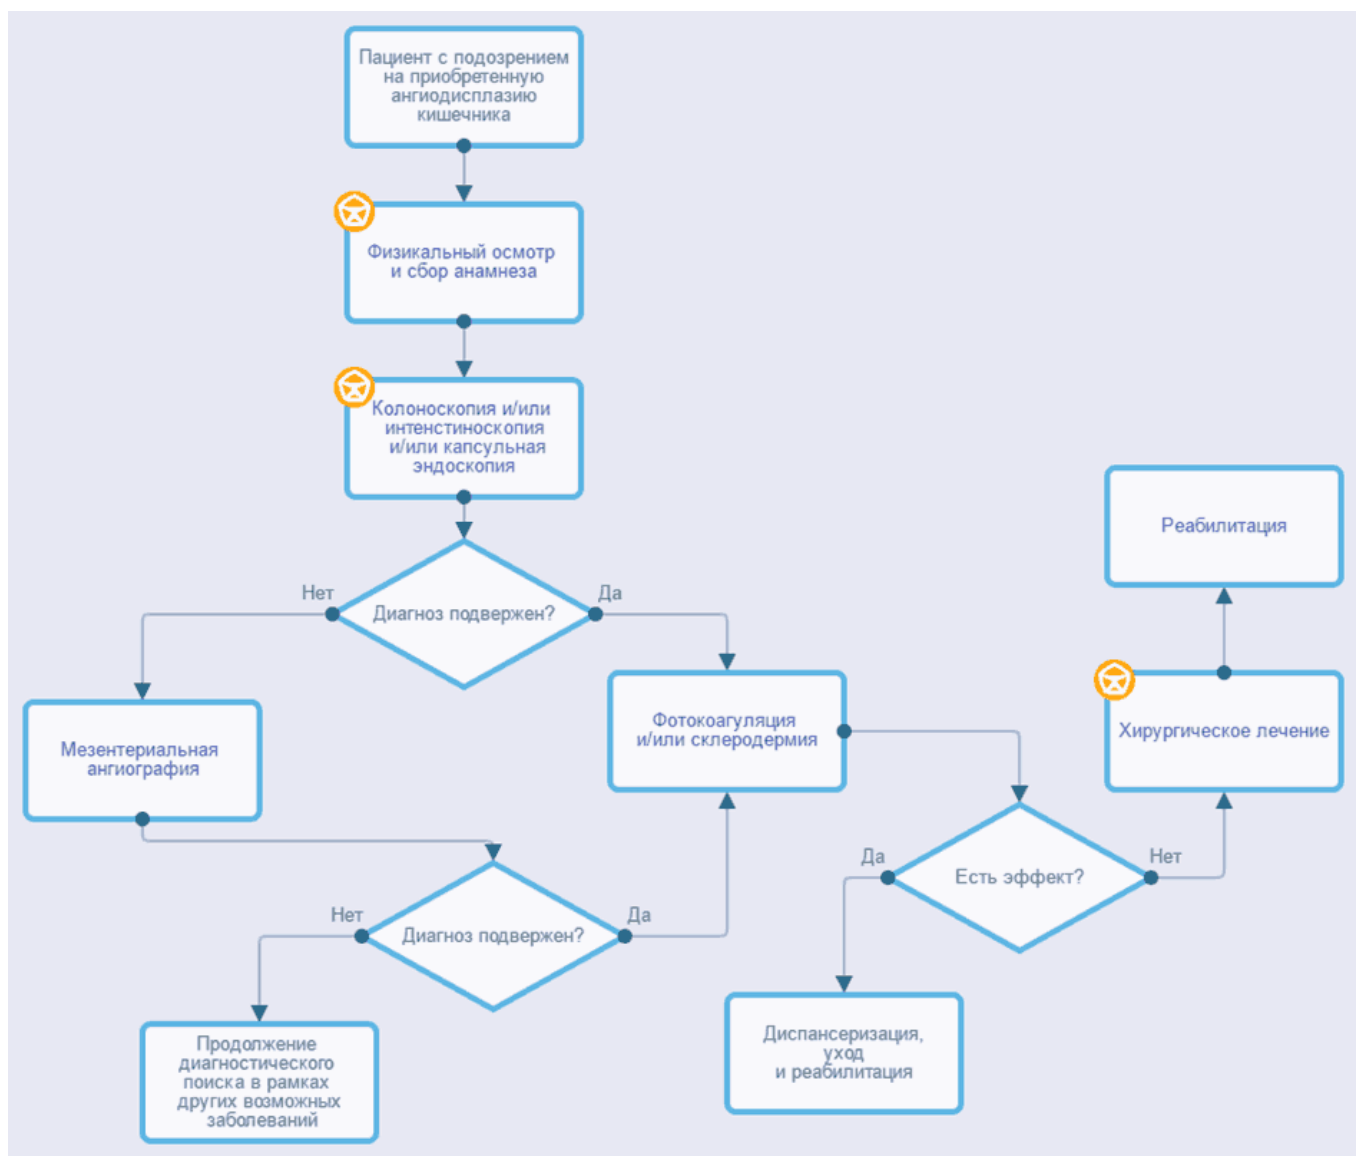 Пациент с подозрением
на приобретенную
ангиодисплазию
кишечника
Физикальный осмотр
и сбор анамнеза
Колоноскопия и/или
интенстиноскопия
и/или капсульная
эндоскопия
Диагноз подвержен?
Нет
Да
Мезентериальная
ангиография
Фотокоагуляция
и/или склеродермия
Реабилитация
Хирургическое лечение
Есть эффект?
Да
Нет
Диагноз подвержен?
Нет
Да
Продолжение
диагностического
поиска в рамках
других возможных
заболеваний
Диспансеризация,
уход
и реабилитация